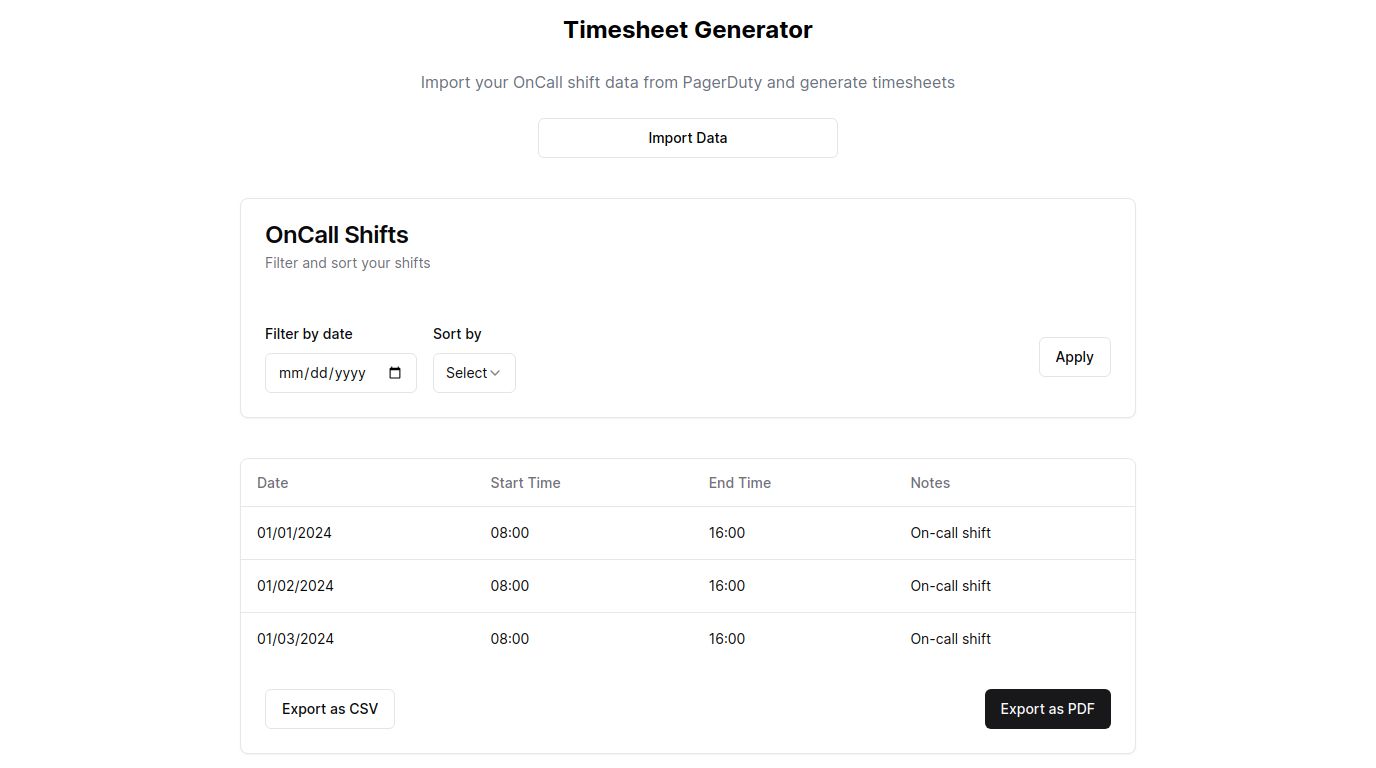 Timesheet Generator
Import your OnCall shift data from PagerDuty and generate timesheets
Import Data
OnCall Shifts
Filter and sort your shifts
Filter by date Sort by
mm/dd/yyyy Select Apply
Date Start Time End Time Notes
01/01/2024 08:00 16:00 On-call shift
01/02/2024 08:00 16:00 On-call shift
01/03/2024 08:00 16:00 On-call shift
Export as CSV Export as PDF